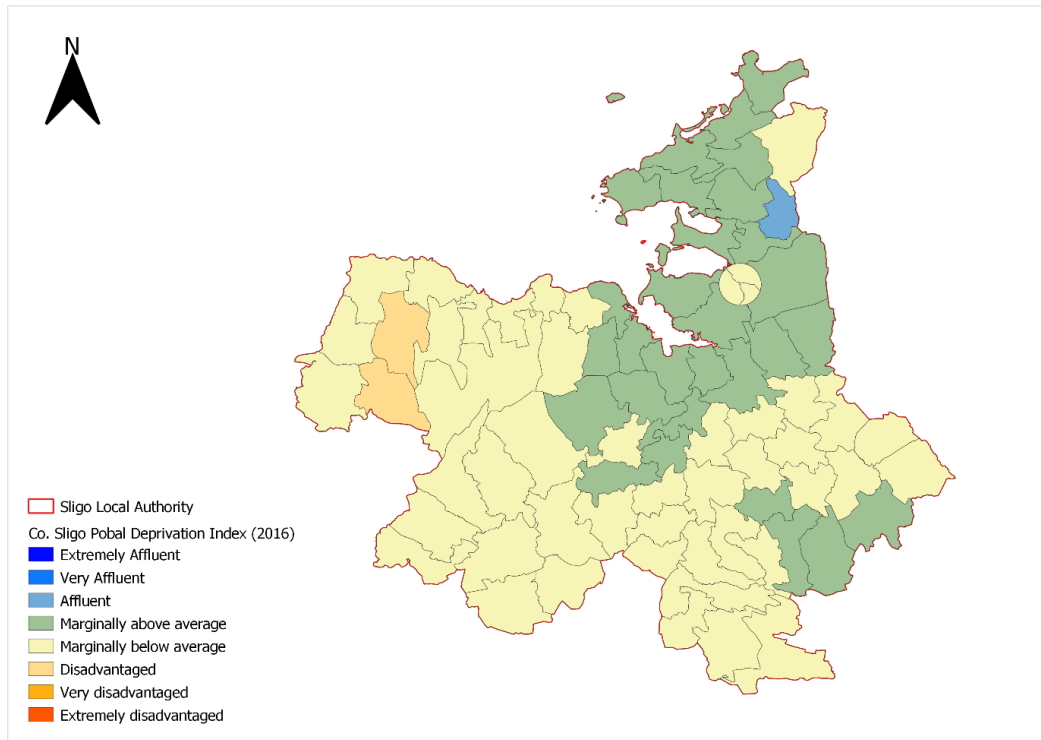 N
Sligo Local Authority
Co. Sligo Pobal Deprivation Index (2016)
Extremely Affluent
Very Affluent
Affluent
Marginally above average
Marginally below average
Disadvantaged
Very disadvantaged
Extremely disadvantaged